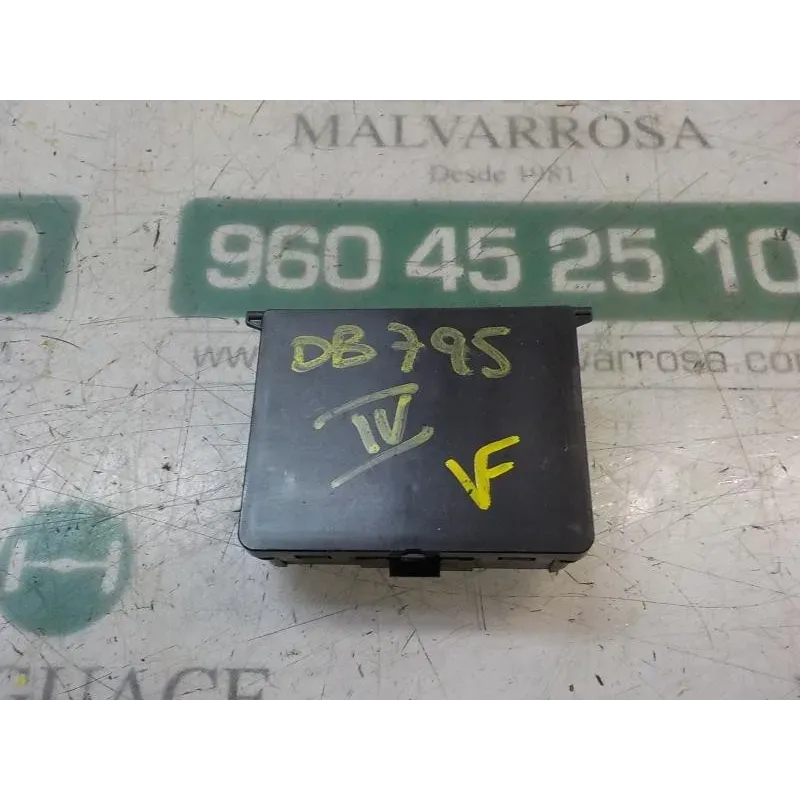 MALVARROSA
Desde 1981
960 45 25 10
DB795
IV
VF